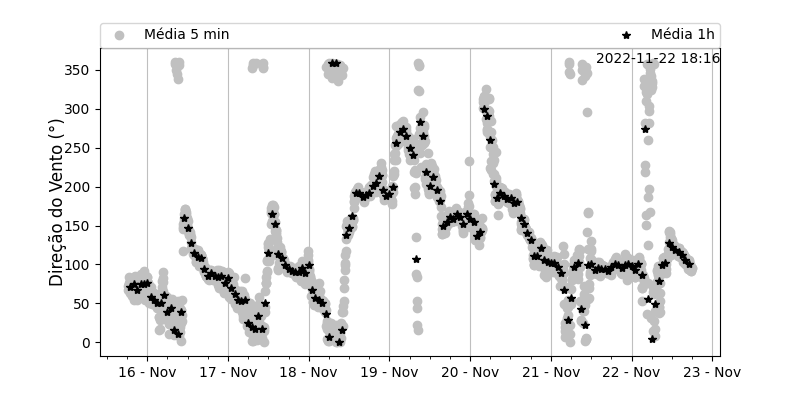 Média 5 min
Média 1h
2022-11-22 18:16
Direção do Vento (°)
350
300
250
200
150
100
50
0
16 - Nov
17 - Nov
18 - Nov
19 - Nov
20 - Nov
21 - Nov
22 - Nov
23 - Nov